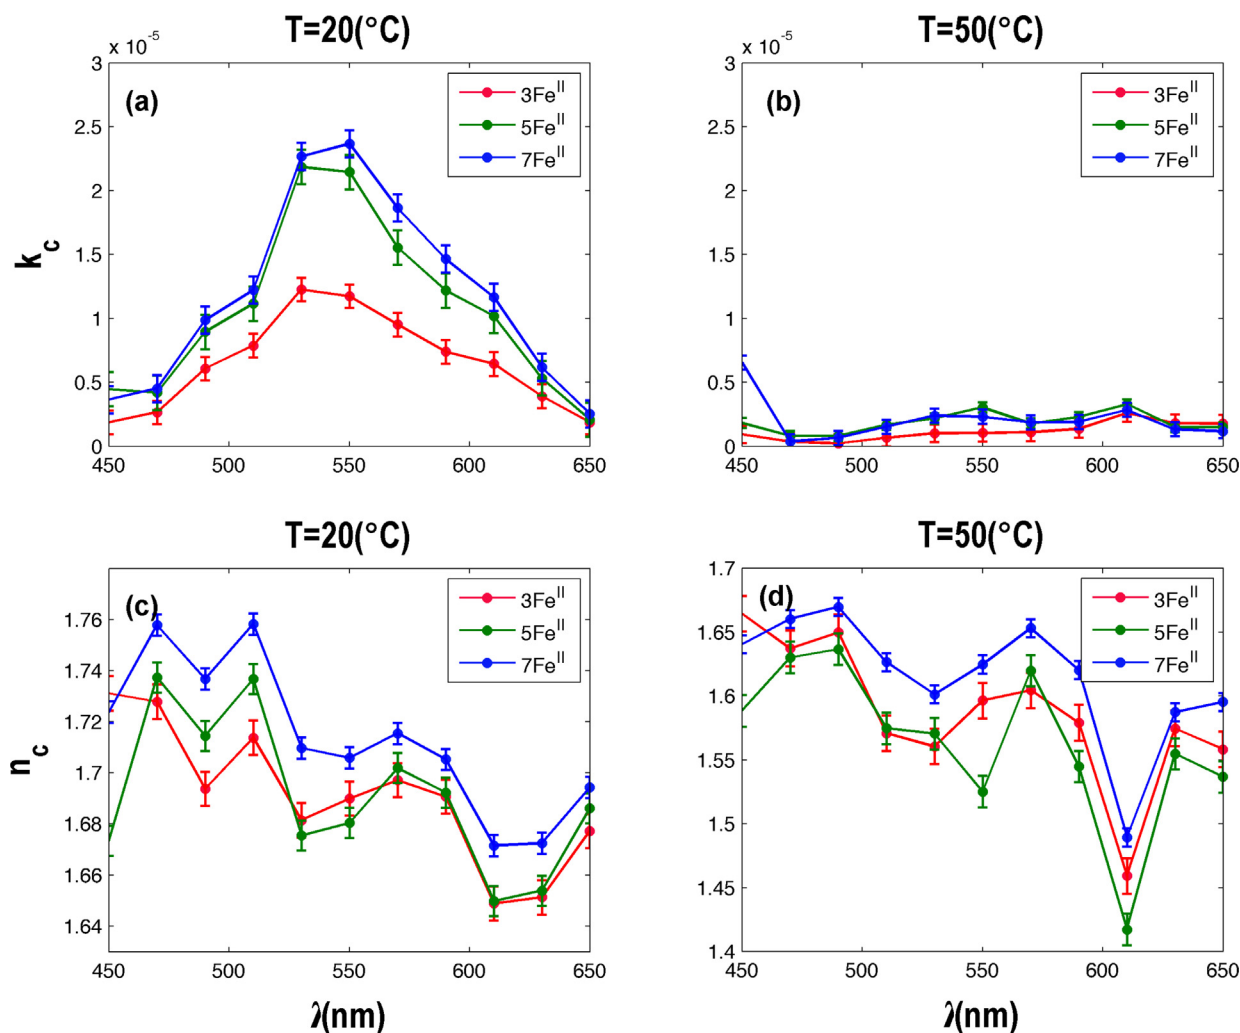 T=20(°C)
x 10-5
3
(a)
3FeII
5FeII
7FeII
2.5
2
1.5
1
0.5
0
450 500 550 600 650
kc
T=50(°C)
x 10-5
3
(b)
3FeII
5FeII
7FeII
2.5
2
1.5
1
0.5
0
450 500 550 600 650
T=20(°C)
(c)
3FeII
5FeII
7FeII
1.76
1.74
1.72
1.7
1.68
1.66
1.64
450 500 550 600 650
nc
λ(nm)
T=50(°C)
1.7
(d)
3FeII
5FeII
7FeII
1.65
1.6
1.55
1.5
1.45
1.4
450 500 550 600 650
λ(nm)